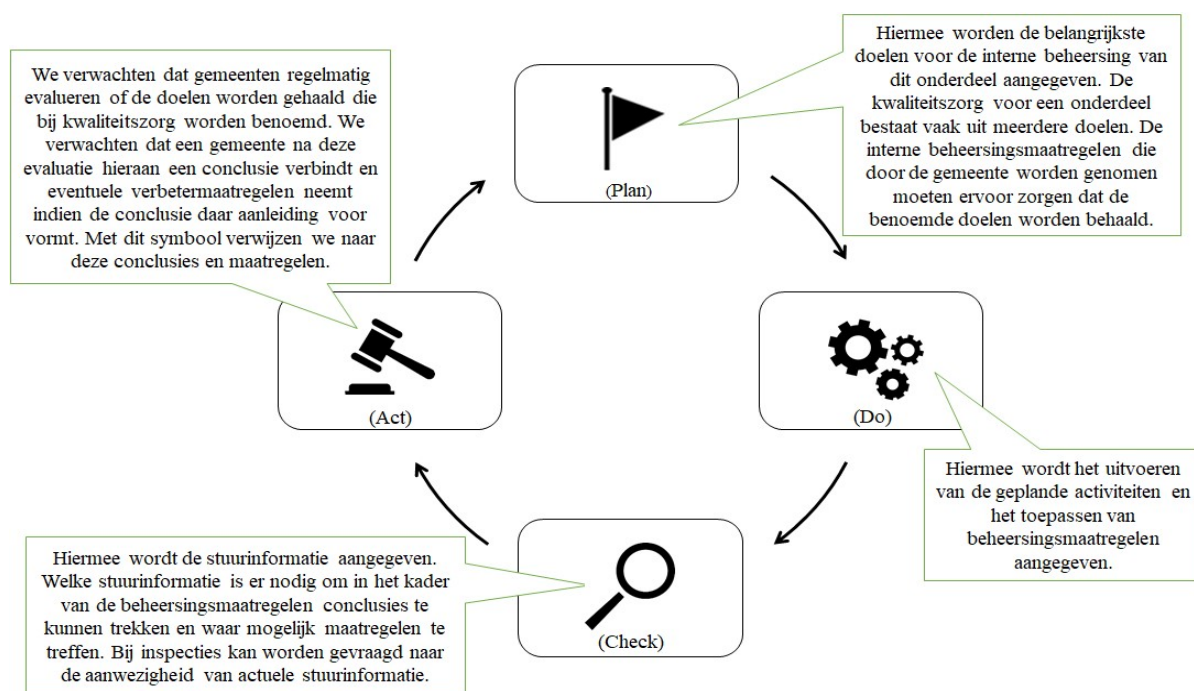 We verwachten dat gemeenten regelmatig
evalueren of de doelen worden gehaald die
bij kwaliteitszorg worden benoemd. We
verwachten dat een gemeente na deze
evaluatie hieraan een conclusie verbindt en
eventuele verbetermaatregelen neemt
indien de conclusie daar aanleiding voor
vormt. Met dit symbool verwijzen we naar
deze conclusies en maatregelen.
(Plan)
Hiermee worden de belangrijkste
doelen voor de interne beheersing van
dit onderdeel aangegeven. De
kwaliteitszorg voor een onderdeel
bestaat vaak uit meerdere doelen. De
interne beheersingsmaatregelen die
door de gemeente worden genomen
moeten ervoor zorgen dat de
benoemde doelen worden behaald.
(Act)
(Do)
Hiermee wordt het uitvoeren
van de geplande activiteiten en
het toepassen van
beheersingsmaatregelen
aangegeven.
Hiermee wordt de stuurinformatie aangegeven.
Welke stuurinformatie is er nodig om in het kader
van de beheersingsmaatregelen conclusies te
kunnen trekken en waar mogelijk maatregelen te
treffen. Bij inspecties kan worden gevraagd naar
de aanwezigheid van actuele stuurinformatie.
(Check)